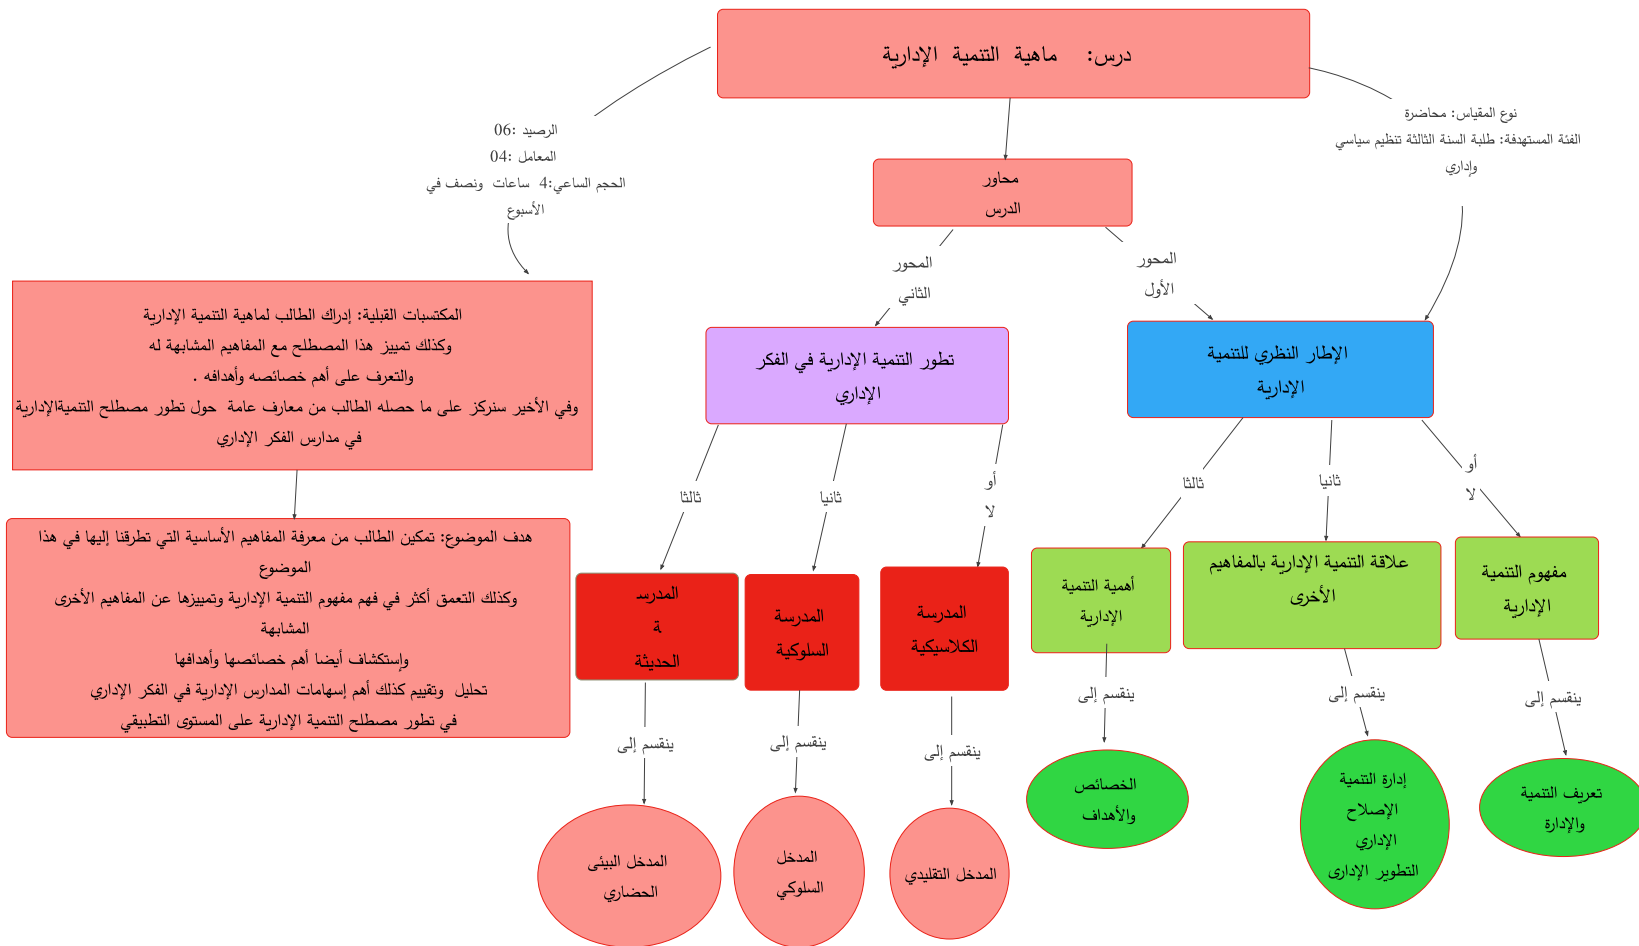 درس: ماهية التنمية الإدارية
نوع المقياس: محاضرة
الفئة المستهدفة: طلبة السنة الثالثة تنظيم سياسي
وإداري
الرصيد :06
المعامل :04
الحجم الساعي:4 ساعات ونصف في
الأسبوع
محاور
الدرس
المحور
الأول
المحور
الثاني
المكتسبات القبلية: إدراك الطالب لماهية التنمية الإدارية
وكذلك تمييز هذا المصطلح مع المفاهيم المشابهة له
والتعرف على أهم خصائصه وأهدافه .
وفي الأخير سنركز على ما حصله الطالب من معارف عامة حول تطور مصطلح التنميةالإدارية
في مدارس الفكر الإداري
هدف الموضوع: تمكين الطالب من معرفة المفاهيم الأساسية التي تطرقنا إليها في هذا
الموضوع
وكذلك التعمق أكثر في فهم مفهوم التنمية الإدارية وتمييزها عن المفاهيم الأخرى
المشابهة
وإستكشاف أيضا أهم خصائصها وأهدافها
تحليل وتقييم كذلك أهم إسهامات المدارس الإدارية في الفكر الإداري
في تطور مصطلح التنمية الإدارية على المستوى التطبيقي
الإطار النظري للتنمية
الإدارية
أو
لا
ثانيا
ثالثا
مفهوم التنمية
الإدارية
علاقة التنمية الإدارية بالمفاهيم
الأخرى
أهمية التنمية
الإدارية
ينقسم إلى
ينقسم إلى
ينقسم إلى
تعريف التنمية
والإدارة
إدارة التنمية
الإصلاح
الإداري
التطوير الإدارى
الخصائص
والأهداف
تطور التنمية الإدارية في الفكر
الإداري
أو
لا
ثانيا
ثالثا
المدرسة
الكلاسيكية
المدرسة
السلوكية
المدرس
ة
الحديثة
ينقسم إلى
ينقسم إلى
ينقسم إلى
المدخل التقليدي
المدخل
السلوكي
المدخل البيئى
الحضاري